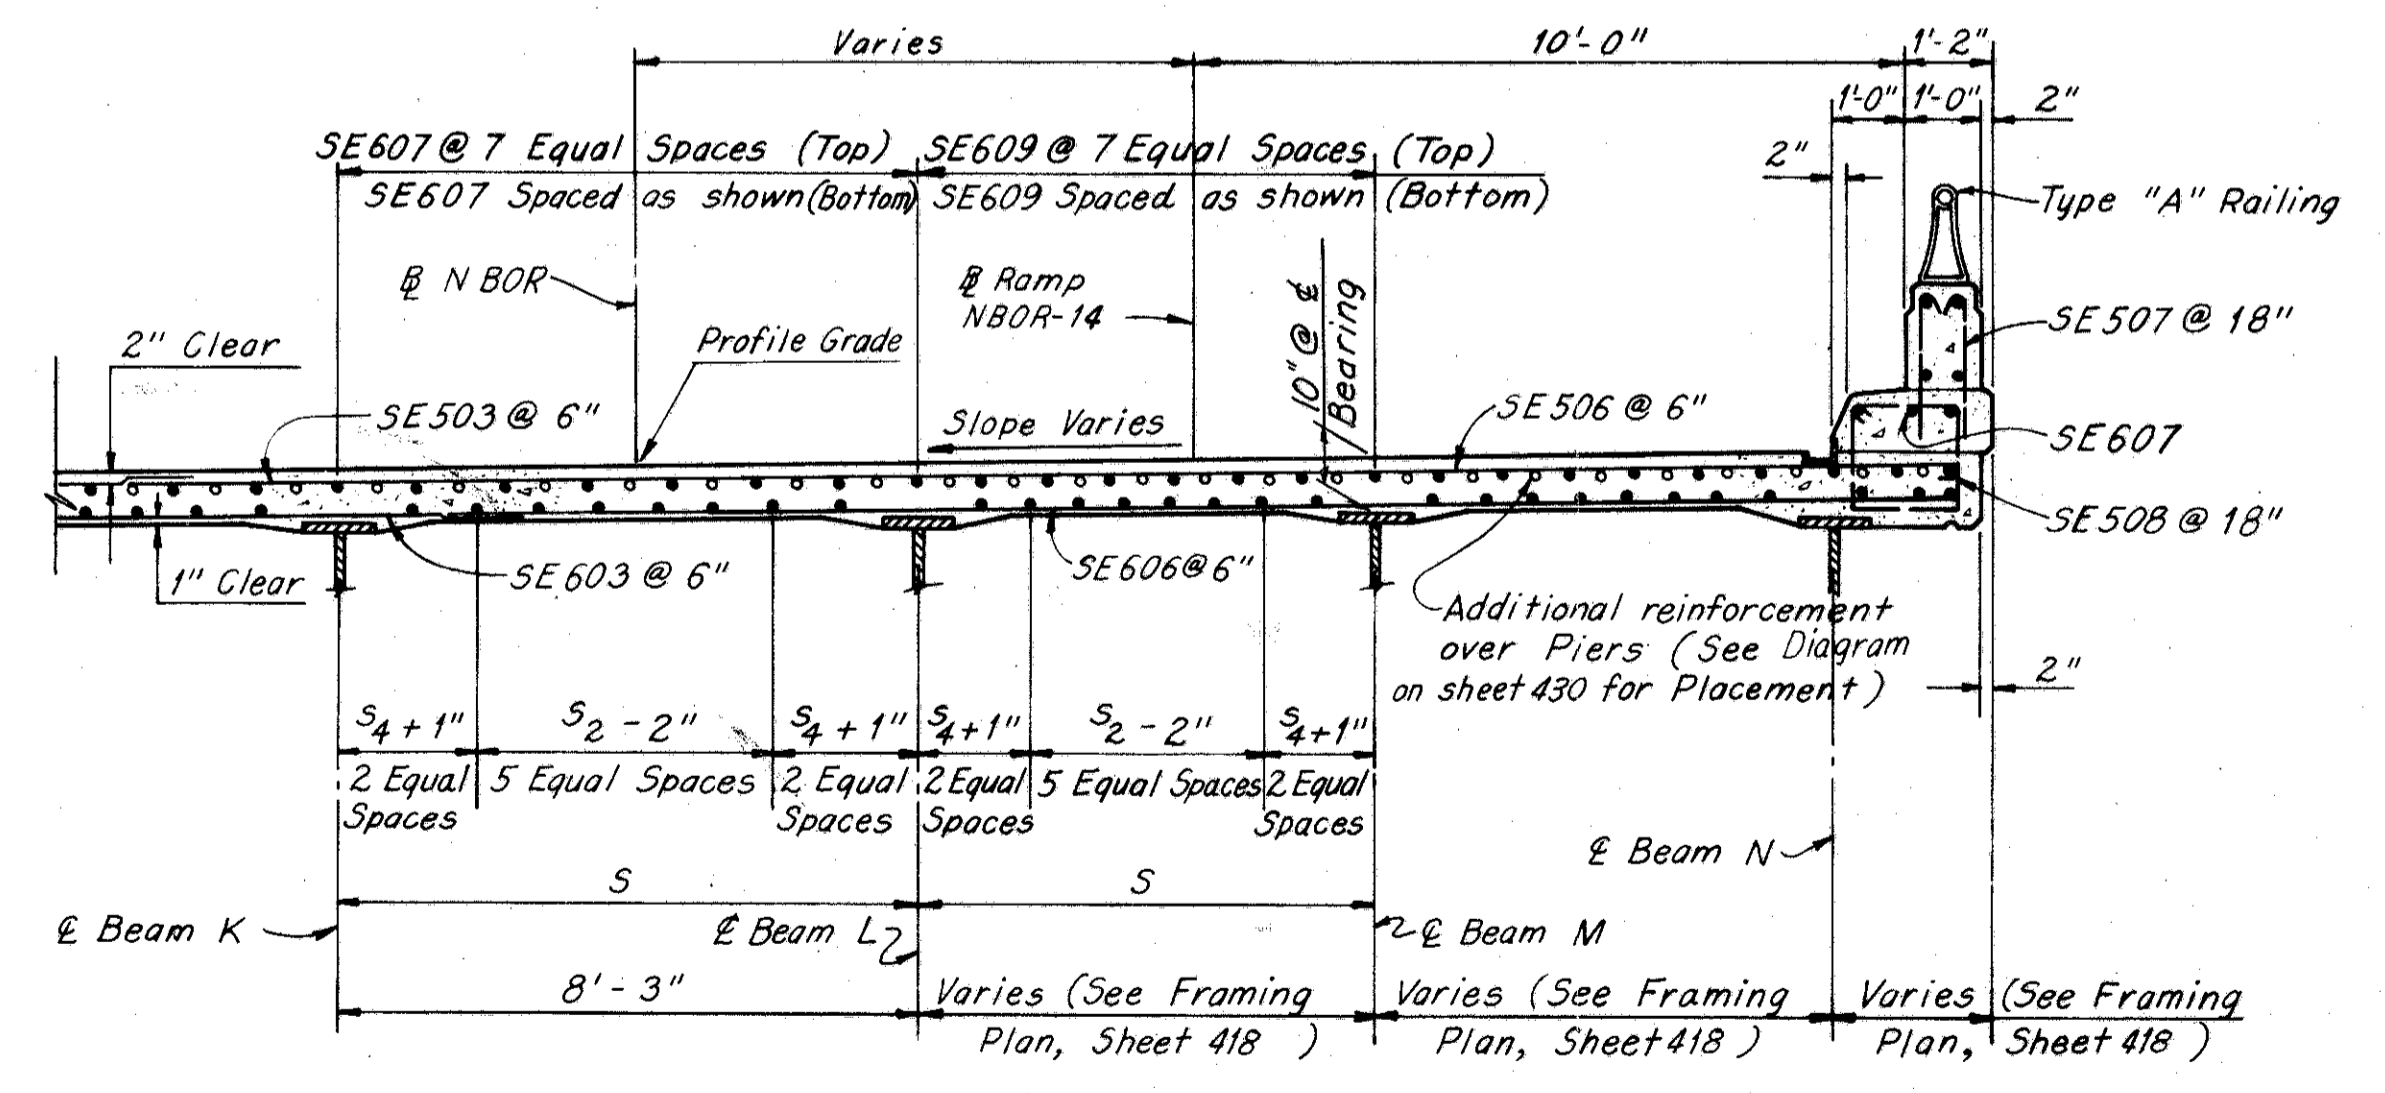 Varies
10'-0"
1'-2"
1'-0"
1'-0"
2"
SE607 @ 7 Equal Spaces (Top)
SE607 Spaced as shown (Bottom)
SE609 @ 7 Equal Spaces (Top)
SE609 Spaced as shown (Bottom)
2"
Type "A" Railing
℄ N BOR
℄ Ramp
NBOR-14
10" @ ℄
Bearing
2" Clear
Profile Grade
SE507 @ 18"
SE503 @ 6"
Slope Varies
SE506 @ 6"
SE607
SE508 @ 18"
1" Clear
SE603 @ 6"
SE606 @ 6"
Additional reinforcement
over Piers (See Diagram
on sheet 430 for Placement)
2"
S/4 + 1"
2 Equal
Spaces
S/2 - 2"
5 Equal Spaces
S/4 + 1"
2 Equal
Spaces
S/4 + 1"
2 Equal
Spaces
S/2 - 2"
5 Equal Spaces
S/4 + 1"
2 Equal
Spaces
℄ Beam N
S
S
℄ Beam K
℄ Beam L
℄ Beam M
8'-3"
Varies (See Framing
Plan, Sheet 418 )
Varies (See Framing
Plan, Sheet 418 )
Varies (See Framing
Plan, Sheet 418 )